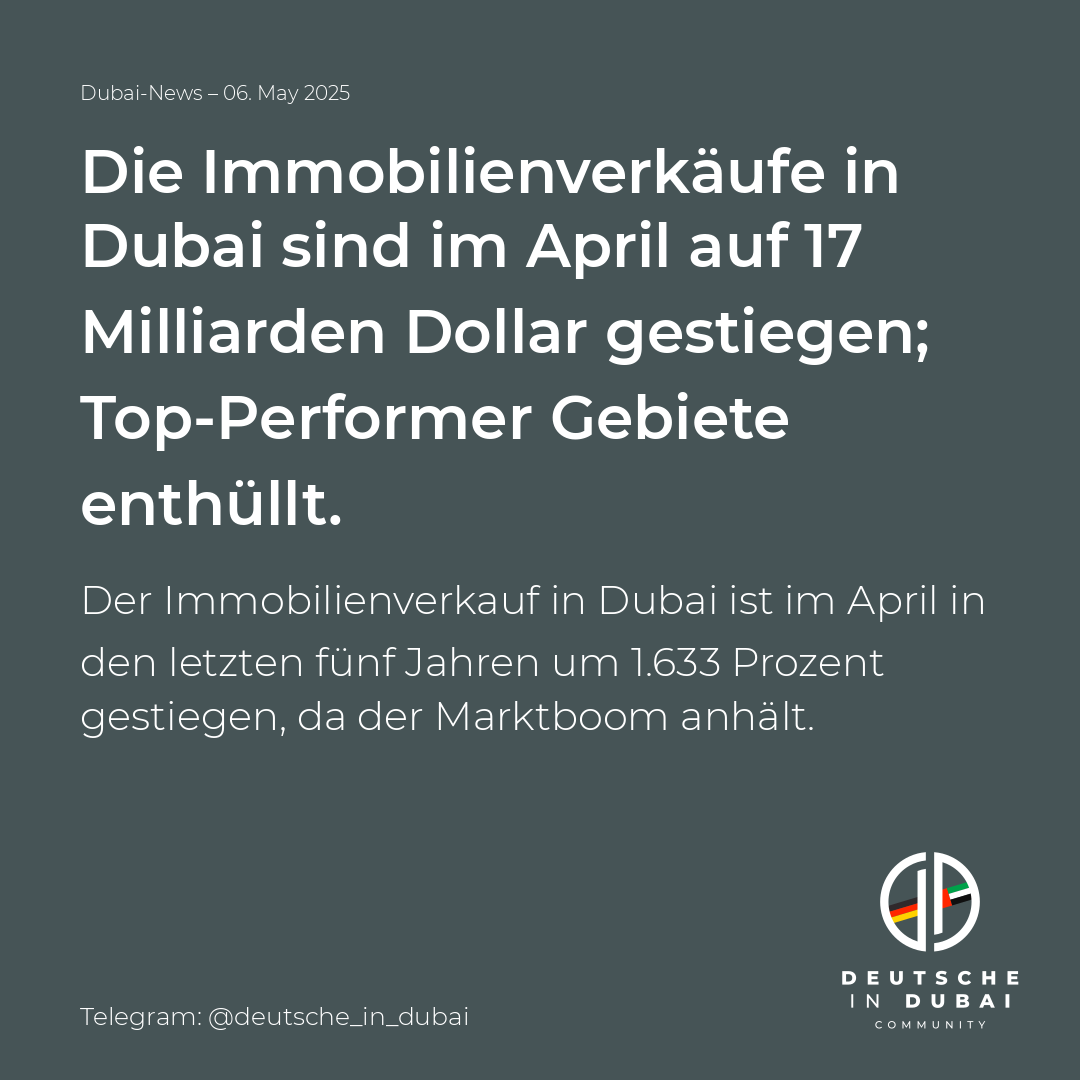 Dubai-News – 06. May 2025
Die Immobilienverkäufe in
Dubai sind im April auf 17
Milliarden Dollar gestiegen;
Top-Performer Gebiete
enthüllt.
Der Immobilienverkauf in Dubai ist im April in
den letzten fünf Jahren um 1.633 Prozent
gestiegen, da der Marktboom anhält.
DEUTSCHE
IN DUBAI
COMMUNITY
Telegram: @deutsche_in_dubai